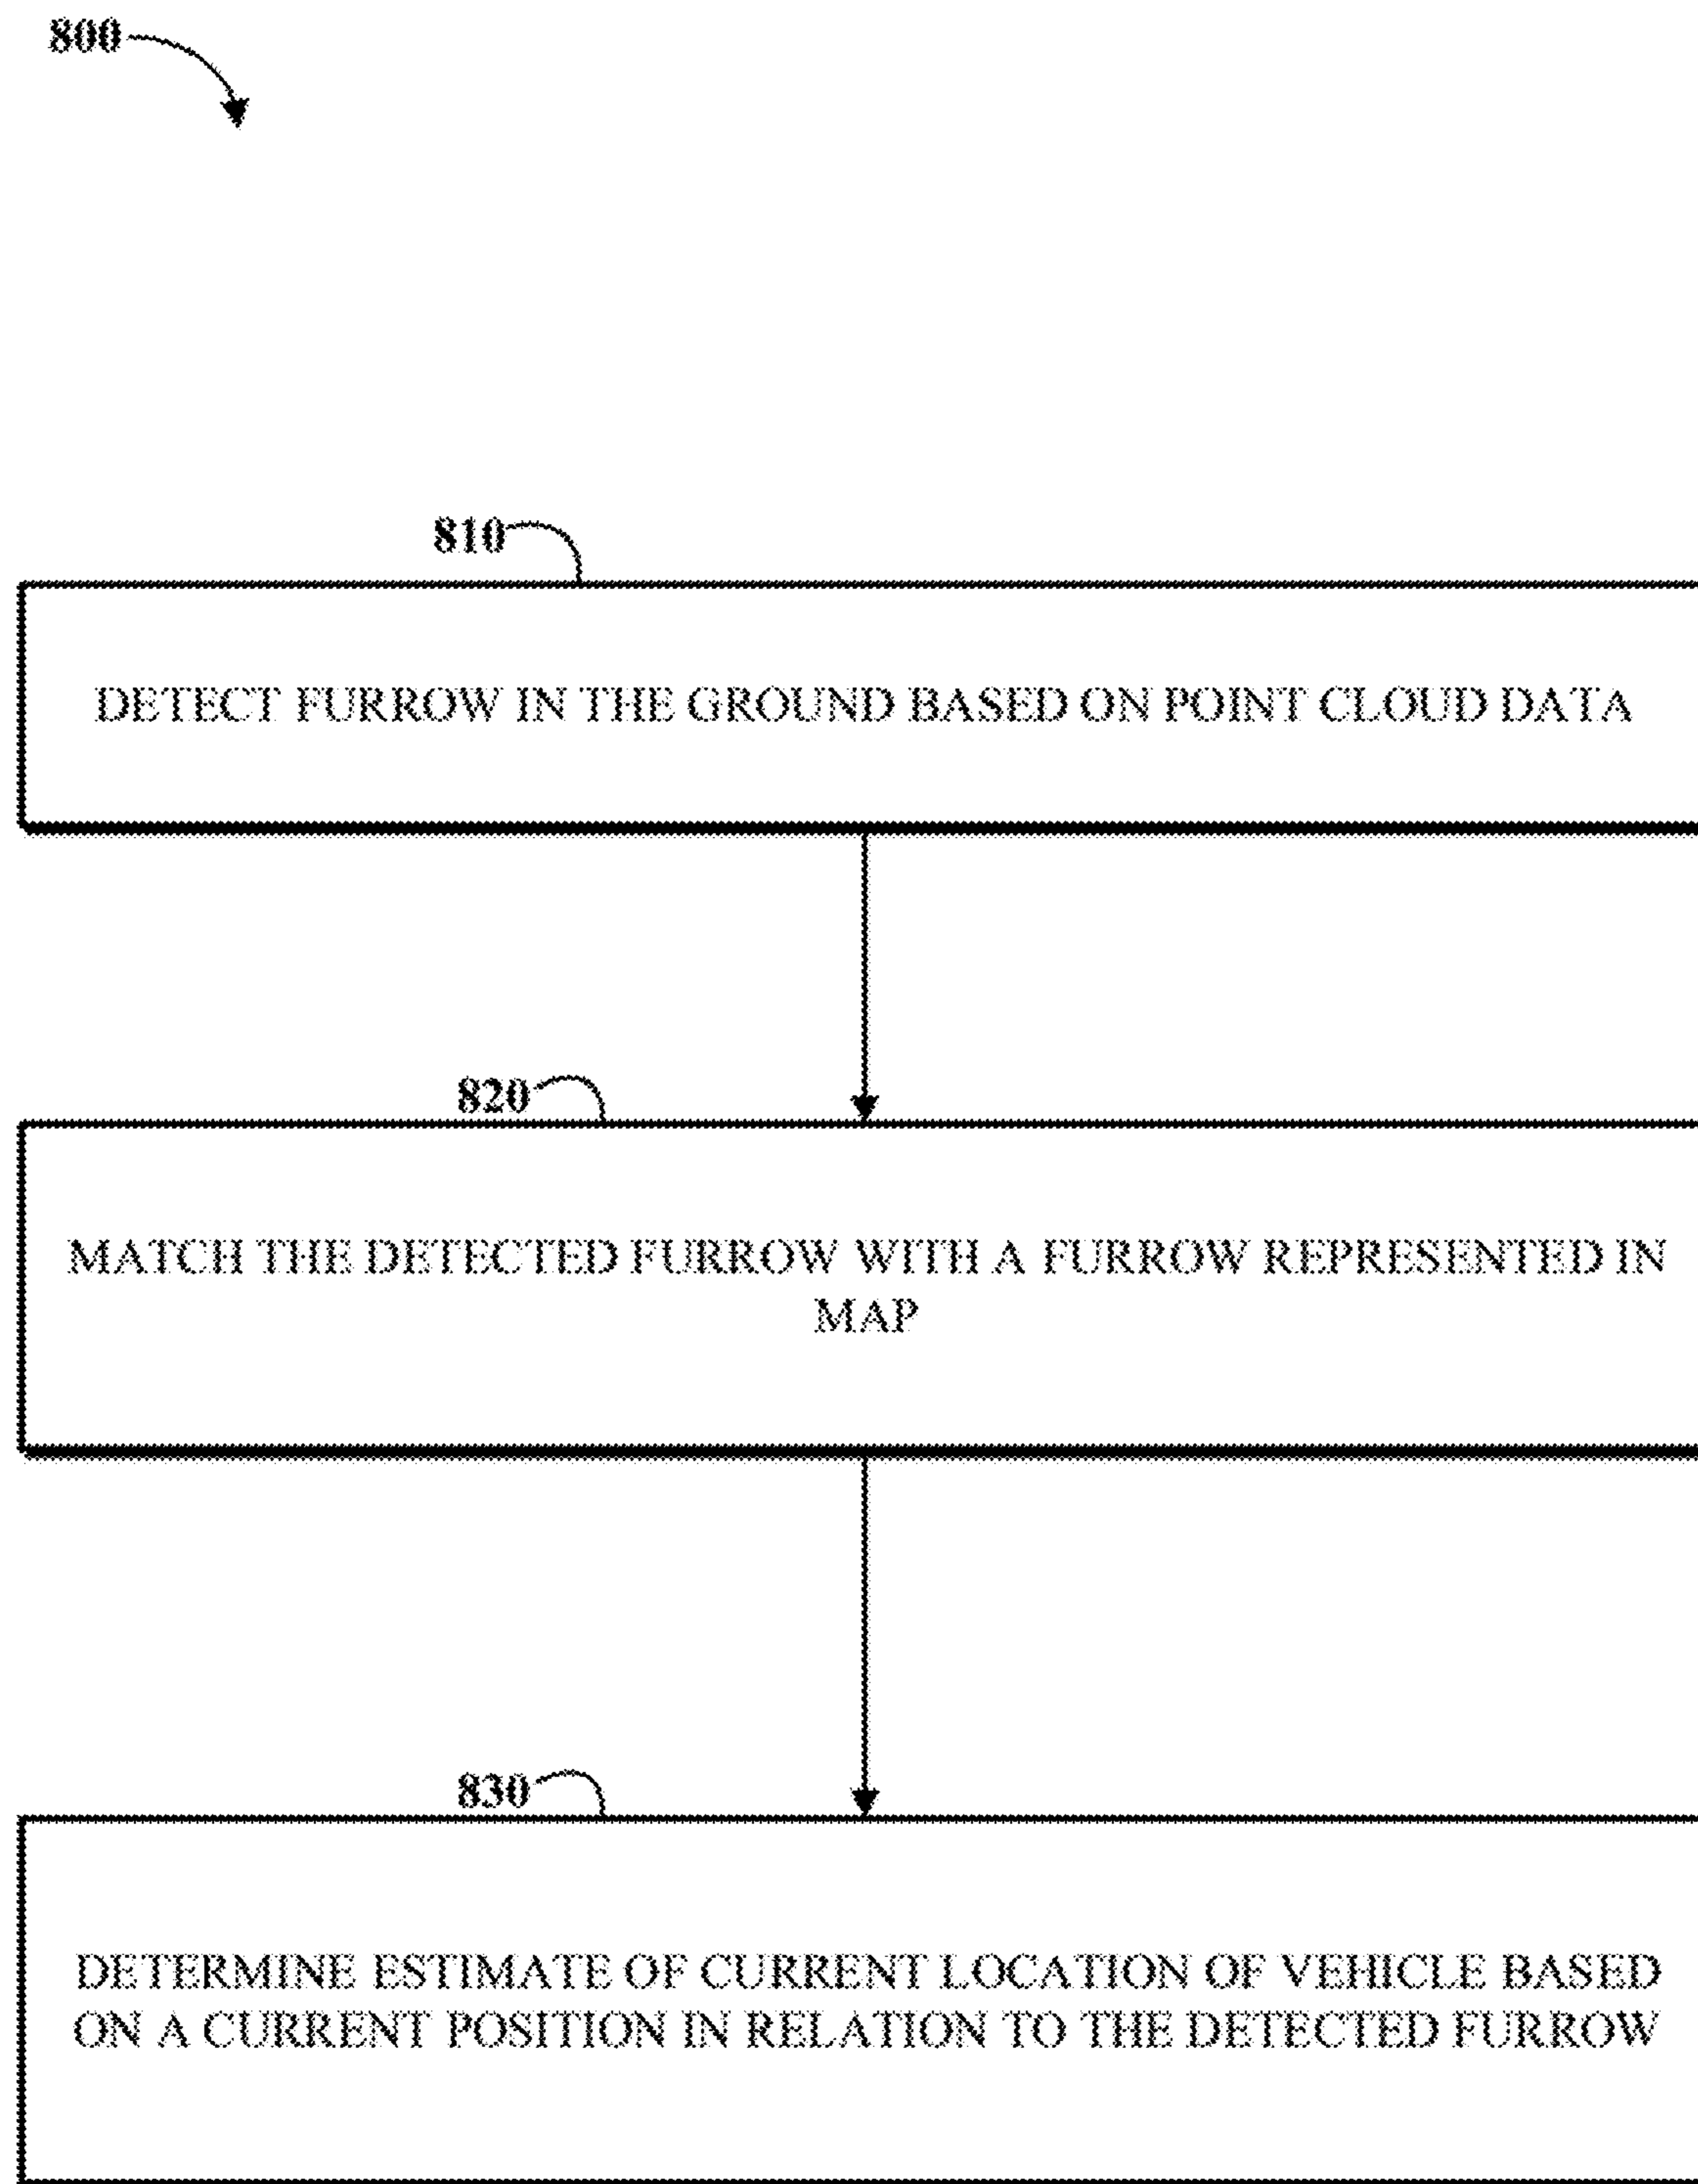 800
810
DETECT FURROW IN THE GROUND BASED ON POINT CLOUD DATA
820
MATCH THE DETECTED FURROW WITH A FURROW REPRESENTED IN
MAP
830
DETERMINE ESTIMATE OF CURRENT LOCATION OF VEHICLE BASED
ON A CURRENT POSITION IN RELATION TO THE DETECTED FURROW